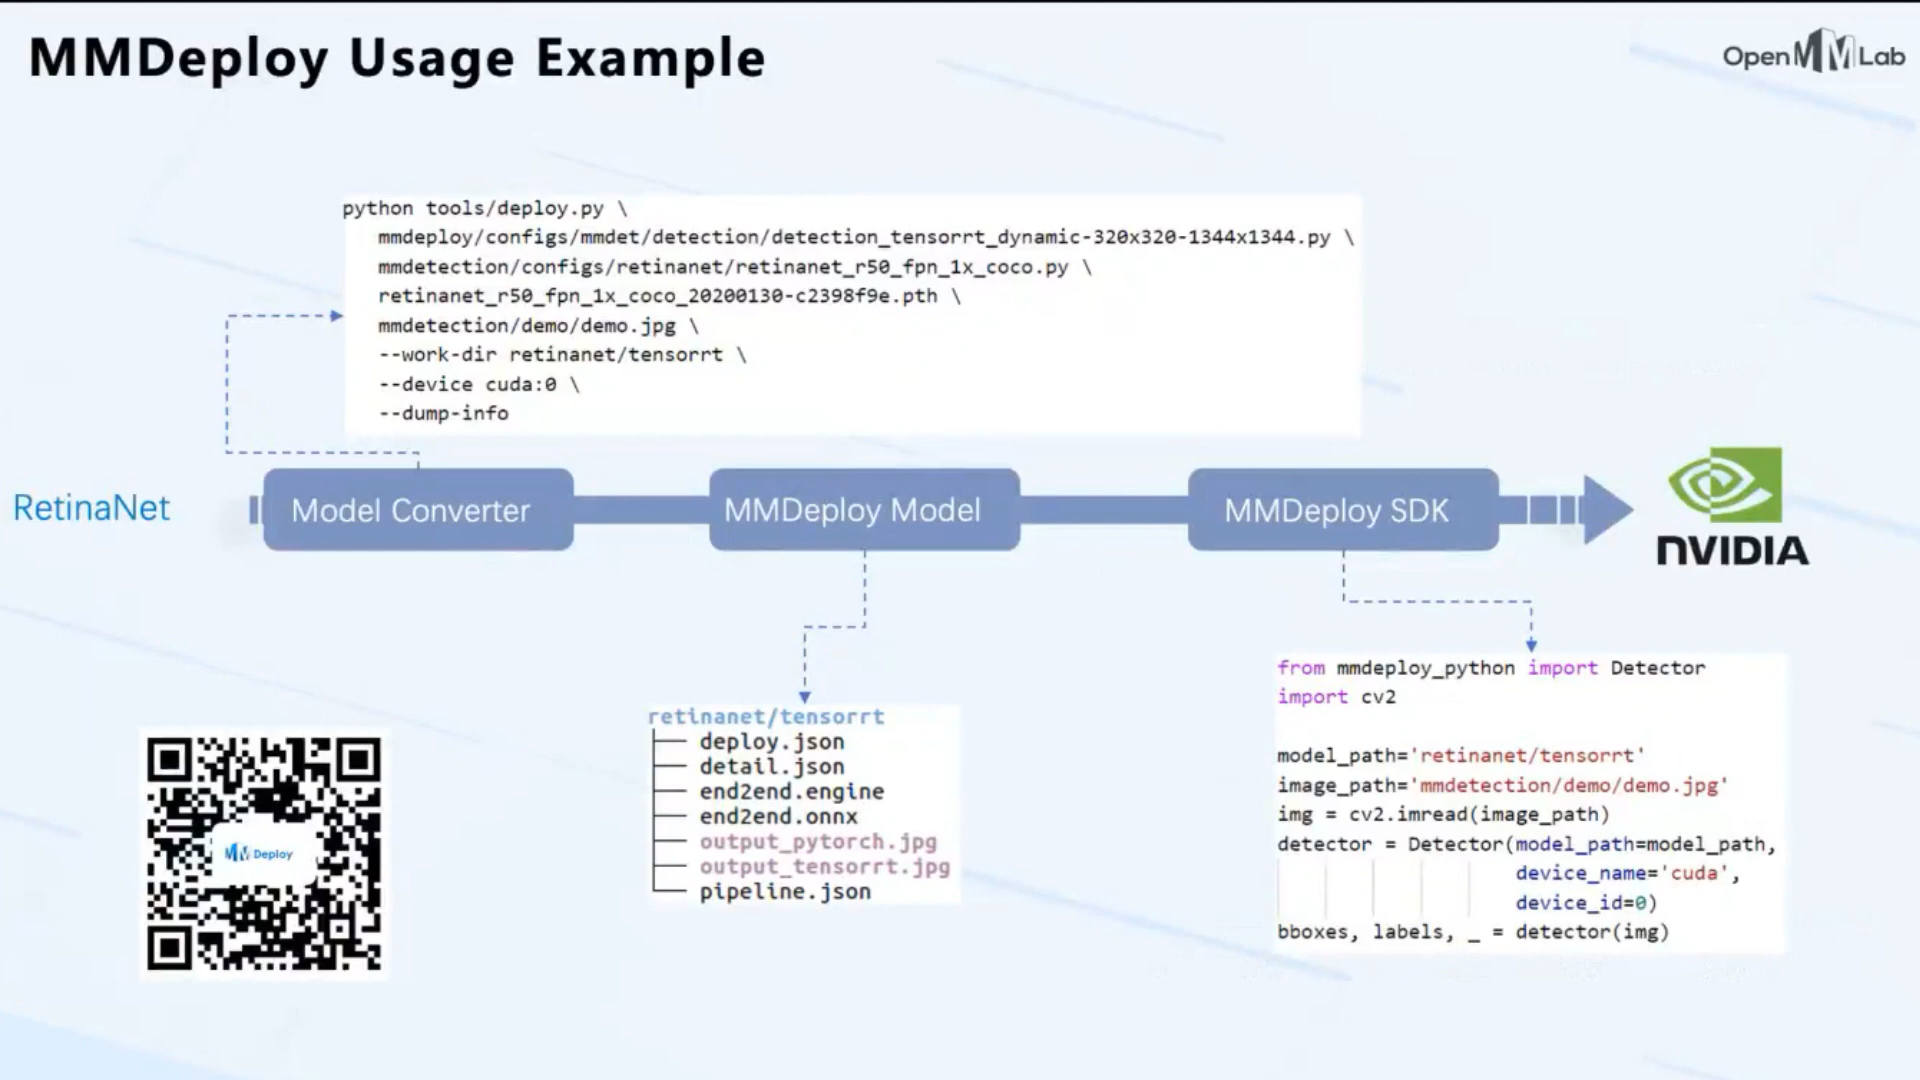 MMDeploy Usage Example
OpenMMLab
python tools/deploy.py \
mmdeploy/configs/mmdet/detection/detection_tensorrt_dynamic-320x320-1344x1344.py \
mmdetection/configs/retinanet/retinanet_r50_fpn_1x_coco.py \
retinanet_r50_fpn_1x_coco_20200130-c2398f9e.pth \
mmdetection/demo/demo.jpg \
--work-dir retinanet/tensorrt \
--device cuda:0 \
--dump-info
RetinaNet
Model Converter
MMDeploy Model
MMDeploy SDK
NVIDIA
retinanet/tensorrt
deploy.json
detail.json
end2end.engine
end2end.onnx
output_pytorch.jpg
output_tensorrt.jpg
pipeline.json
from mmdeploy_python import Detector
import cv2
model_path='retinanet/tensorrt'
image_path='mmdetection/demo/demo.jpg'
img = cv2.imread(image_path)
detector = Detector(model_path=model_path,
device_name='cuda',
device_id=0)
bboxes, labels, _ = detector(img)
MMDeploy